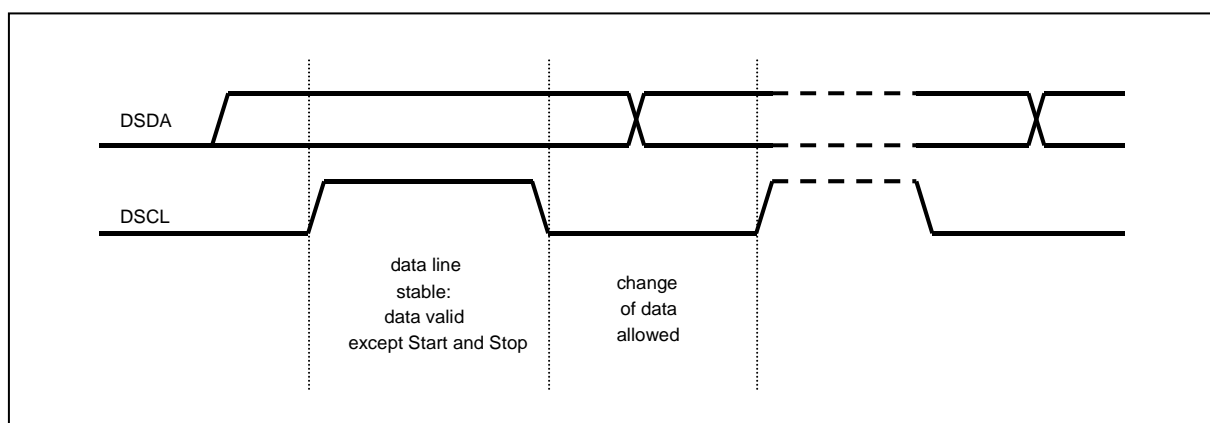 DSDA
DSCL
data line
stable:
data valid
except Start and Stop
change
of data
allowed